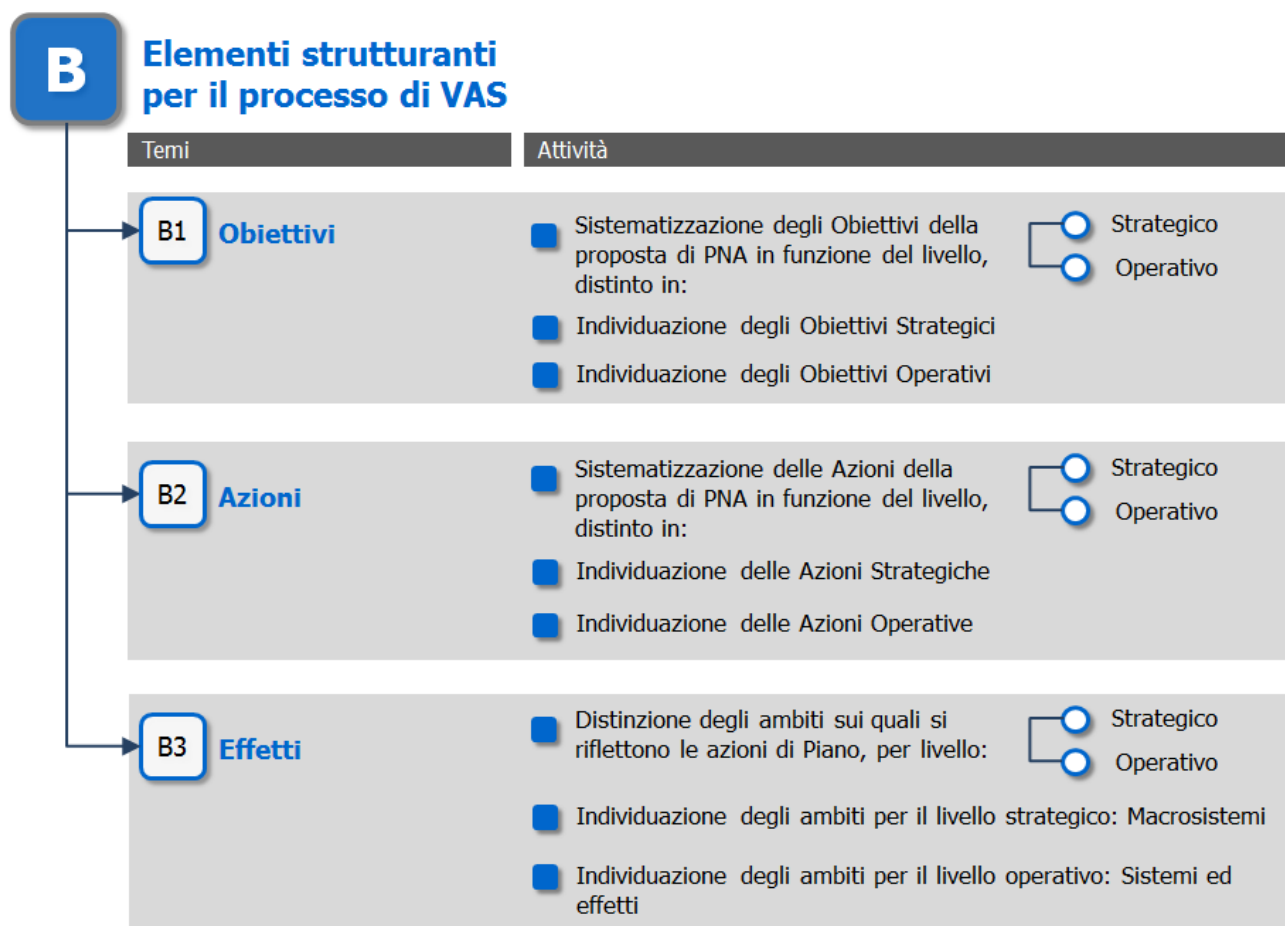 B
Elementi strutturanti
per il processo di VAS
Temi
Attività
B1
Obiettivi
Sistematizzazione degli Obiettivi della
proposta di PNA in funzione del livello,
distinto in:
Strategico
Operativo
Individuazione degli Obiettivi Strategici
Individuazione degli Obiettivi Operativi
B2
Azioni
Sistematizzazione delle Azioni della
proposta di PNA in funzione del livello,
distinto in:
Strategico
Operativo
Individuazione delle Azioni Strategiche
Individuazione delle Azioni Operative
B3
Effetti
Distinzione degli ambiti sui quali si
riflettono le azioni di Piano, per livello:
Strategico
Operativo
Individuazione degli ambiti per il livello strategico: Macrosistemi
Individuazione degli ambiti per il livello operativo: Sistemi ed
effetti